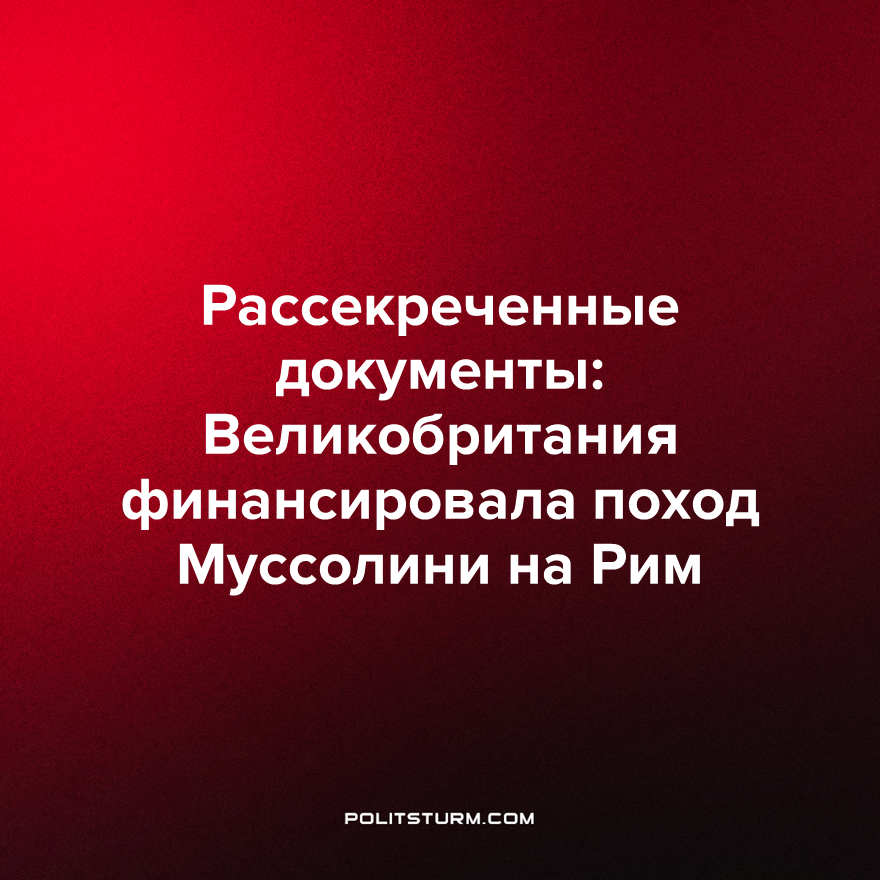 Рассекреченные
документы:
Великобритания
финансировала поход
Муссолини на Рим
POLITSTURM.COM